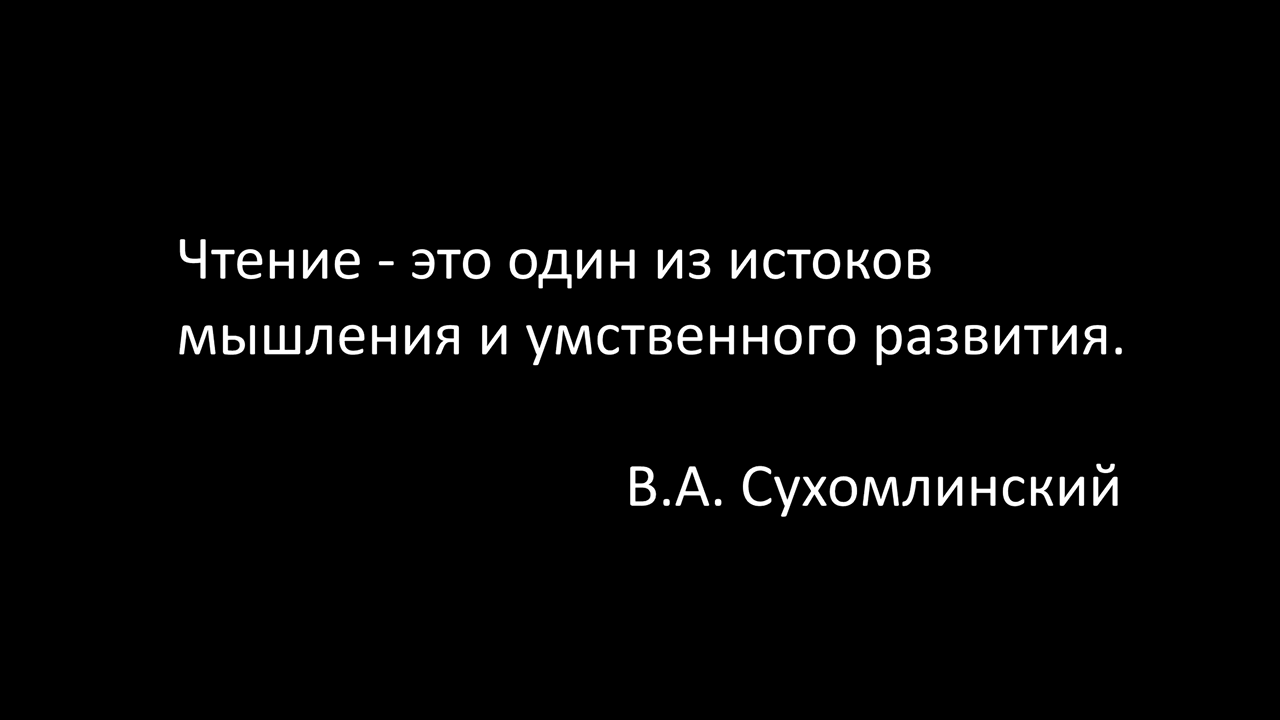 Чтение - это один из истоков
мышления и умственного развития.
В.А. Сухомлинский